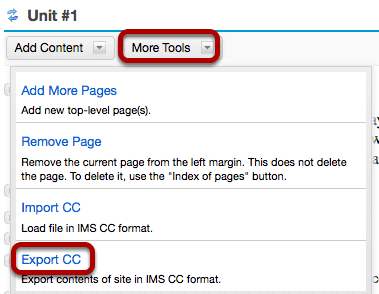 Unit #1
Add Content More Tools
Add More Pages
Add new top-level page(s).
Remove Page
Remove the current page from the left margin. This does not delete
the page. To delete it, use the "Index of pages" button.
Import CC
Load file in IMS CC format.
Export CC
Export contents of site in IMS CC format.